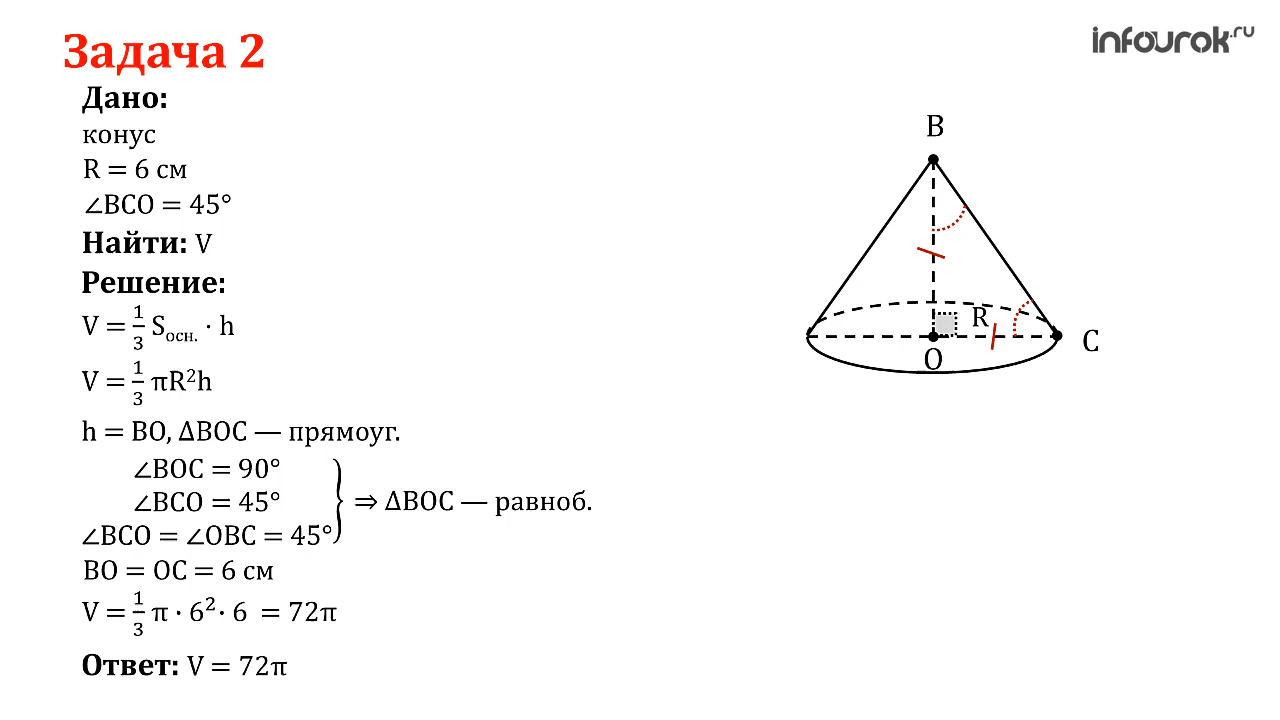 Задача 2
infourok.ru
Дано:
конус
R = 6 см
∠BCO = 45°
Найти: V
Решение:
V = 1/3 Sосн. · h
V = 1/3 πR²h
h = BO, ΔBOC — прямоуг.
∠BOC = 90°
∠BCO = 45°
∠BCO = ∠OBC = 45°
⇒ ΔBOC — равноб.
BO = OC = 6 см
V = 1/3 π · 6² · 6 = 72π
Ответ: V = 72π
B
R
O
C